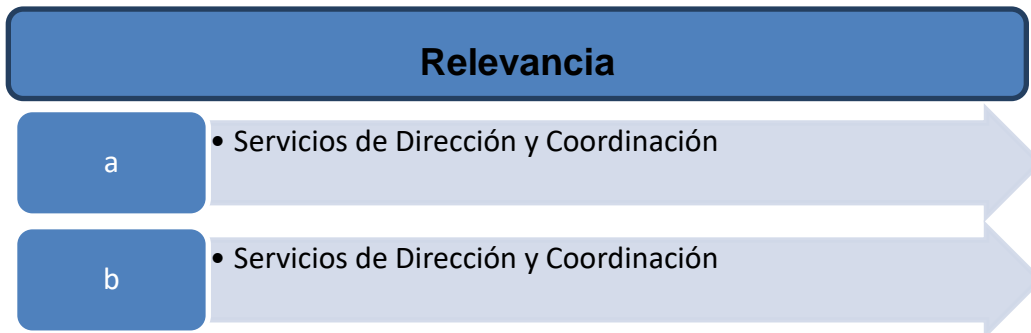 Relevancia
a
• Servicios de Dirección y Coordinación
b
• Servicios de Dirección y Coordinación